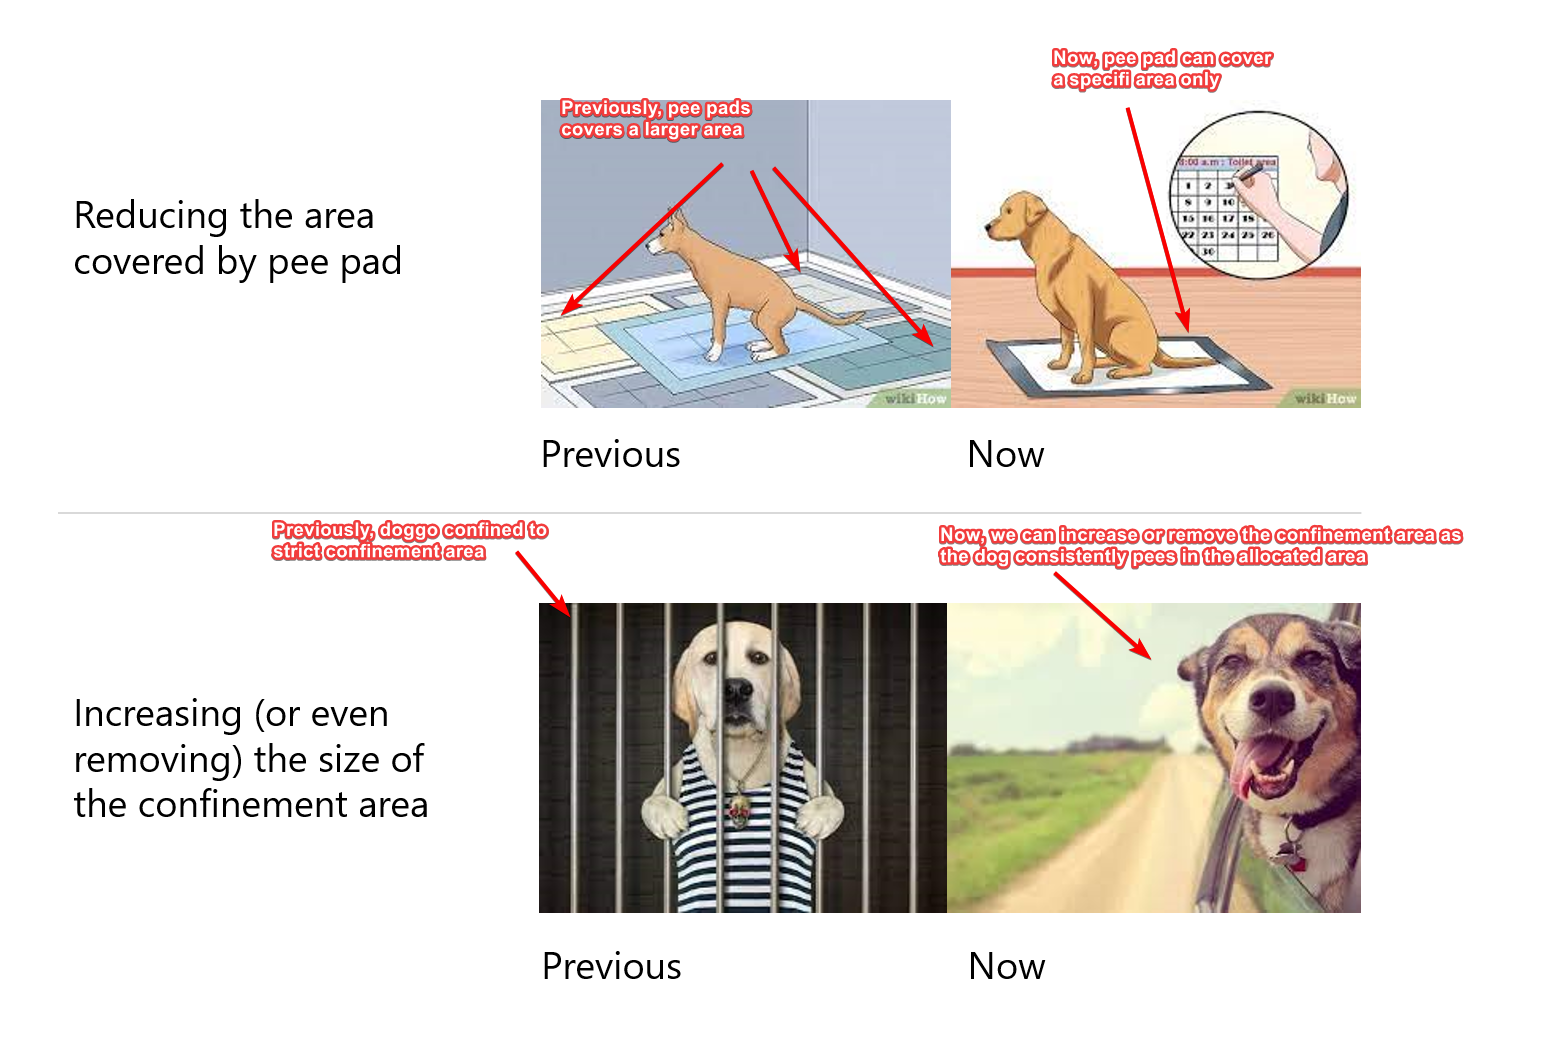 Now, pee pad can cover
a specifi area only
Previously, pee pads
covers a larger area
Reducing the area
covered by pee pad
8:00 a.m : Toilet area
1 2 3
8 9 10
15 16 17 18
22 23 24 25 26
30
wikiHow
wikiHow
Previous
Now
Previously, doggo confined to
strict confinement area
Now, we can increase or remove the confinement area as
the dog consistently pees in the allocated area
Increasing (or even
removing) the size of
the confinement area
Previous
Now